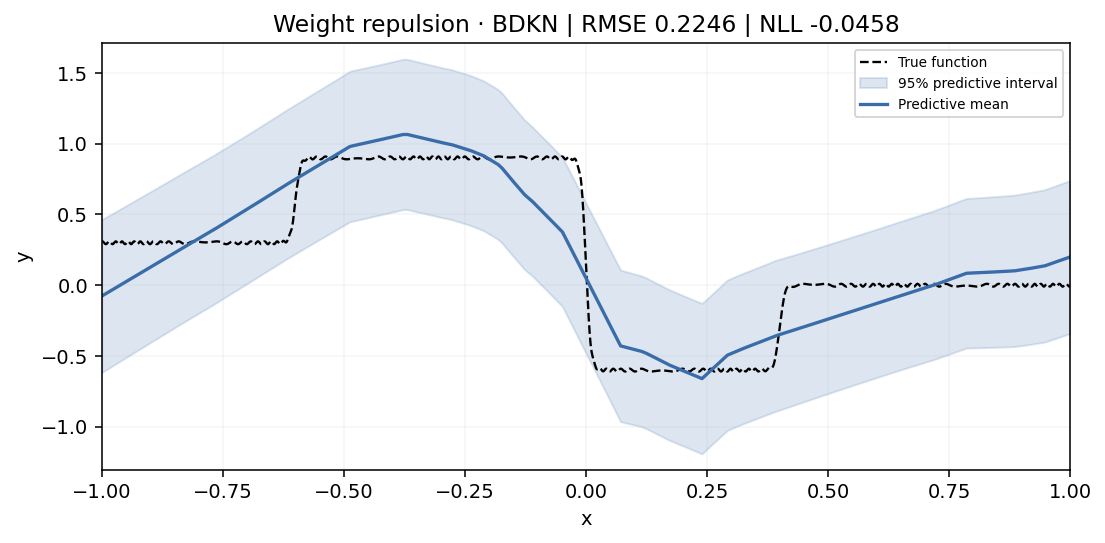 Weight repulsion · BDKN | RMSE 0.2246 | NLL -0.0458
True function
95% predictive interval
Predictive mean
1.5
1.0
0.5
0.0
−0.5
−1.0
y
−1.00 −0.75 −0.50 −0.25 0.00 0.25 0.50 0.75 1.00
x